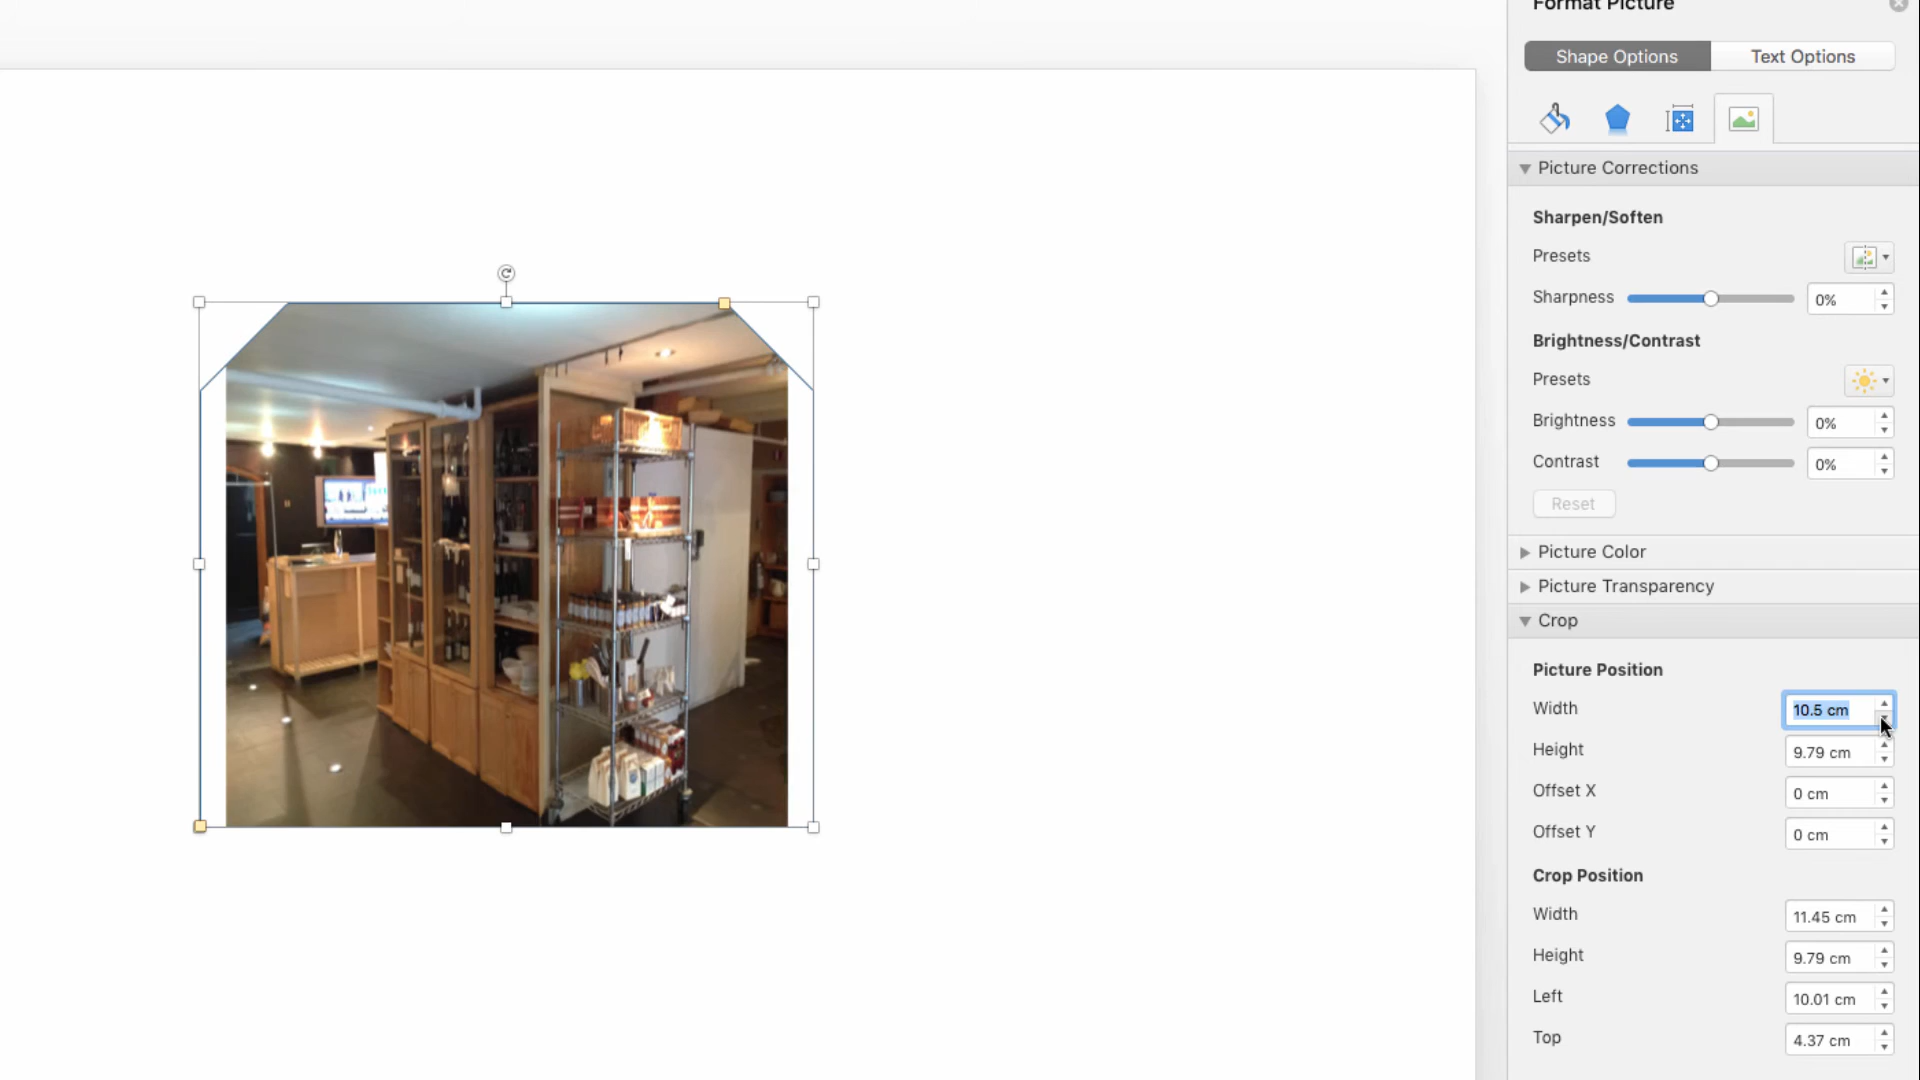 Format Picture
Shape Options Text Options
Picture Corrections
Sharpen/Soften
Presets
Sharpness 0%
Brightness/Contrast
Presets
Brightness 0%
Contrast 0%
Reset
Picture Color
Picture Transparency
Crop
Picture Position
Width 10.5 cm
Height 9.79 cm
Offset X 0 cm
Offset Y 0 cm
Crop Position
Width 11.45 cm
Height 9.79 cm
Left 10.01 cm
Top 4.37 cm